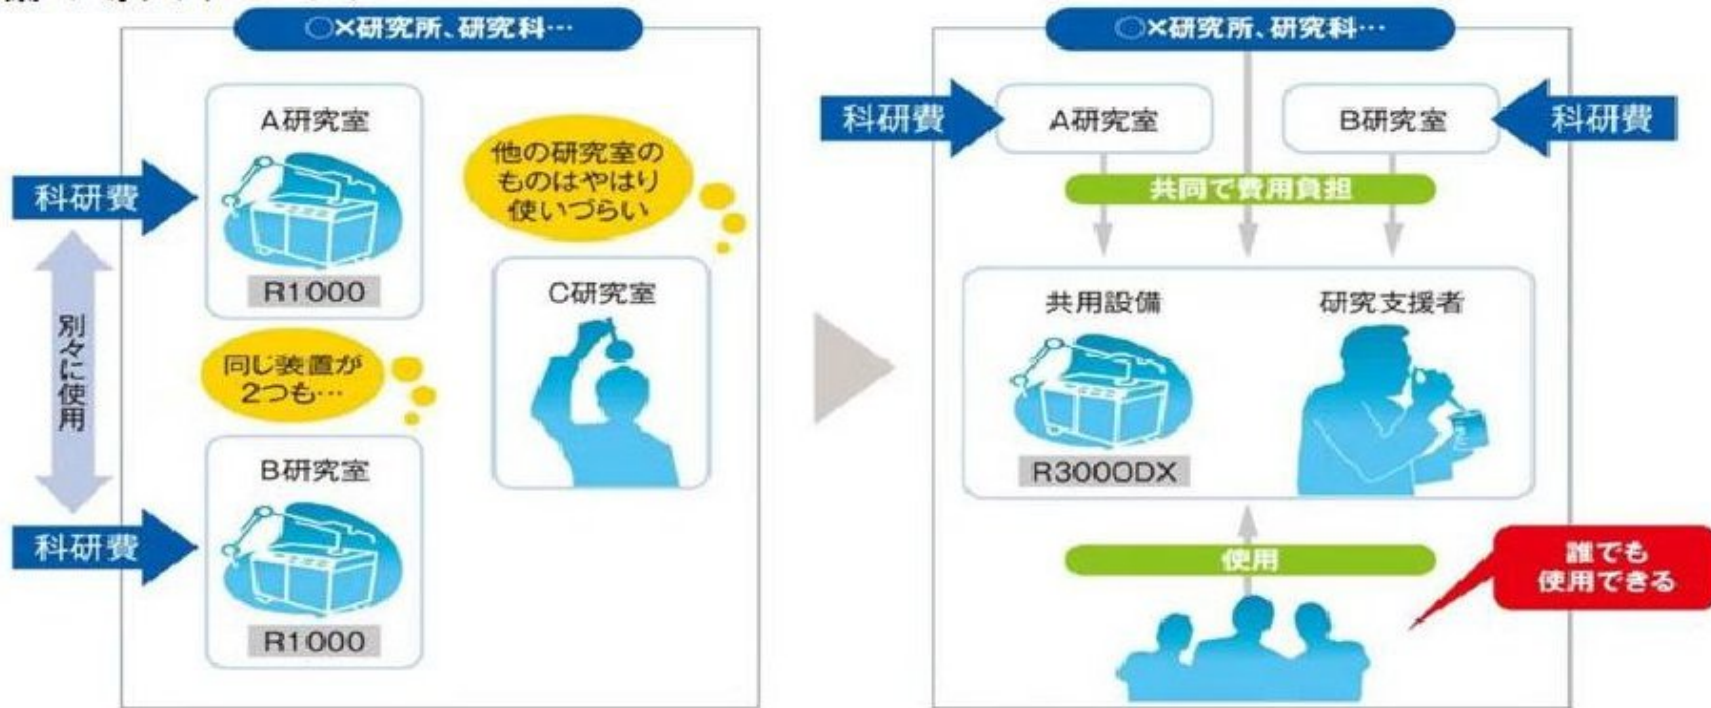 ○×研究所、研究科…
A研究室
科研費
R1000
他の研究室の
ものはやはり
使いづらい
C研究室
別々に使用
同じ装置が
2つも…
B研究室
科研費
R1000
○×研究所、研究科…
科研費
A研究室
B研究室
科研費
共同で費用負担
共用設備
研究支援者
R3000DX
使用
誰でも
使用できる